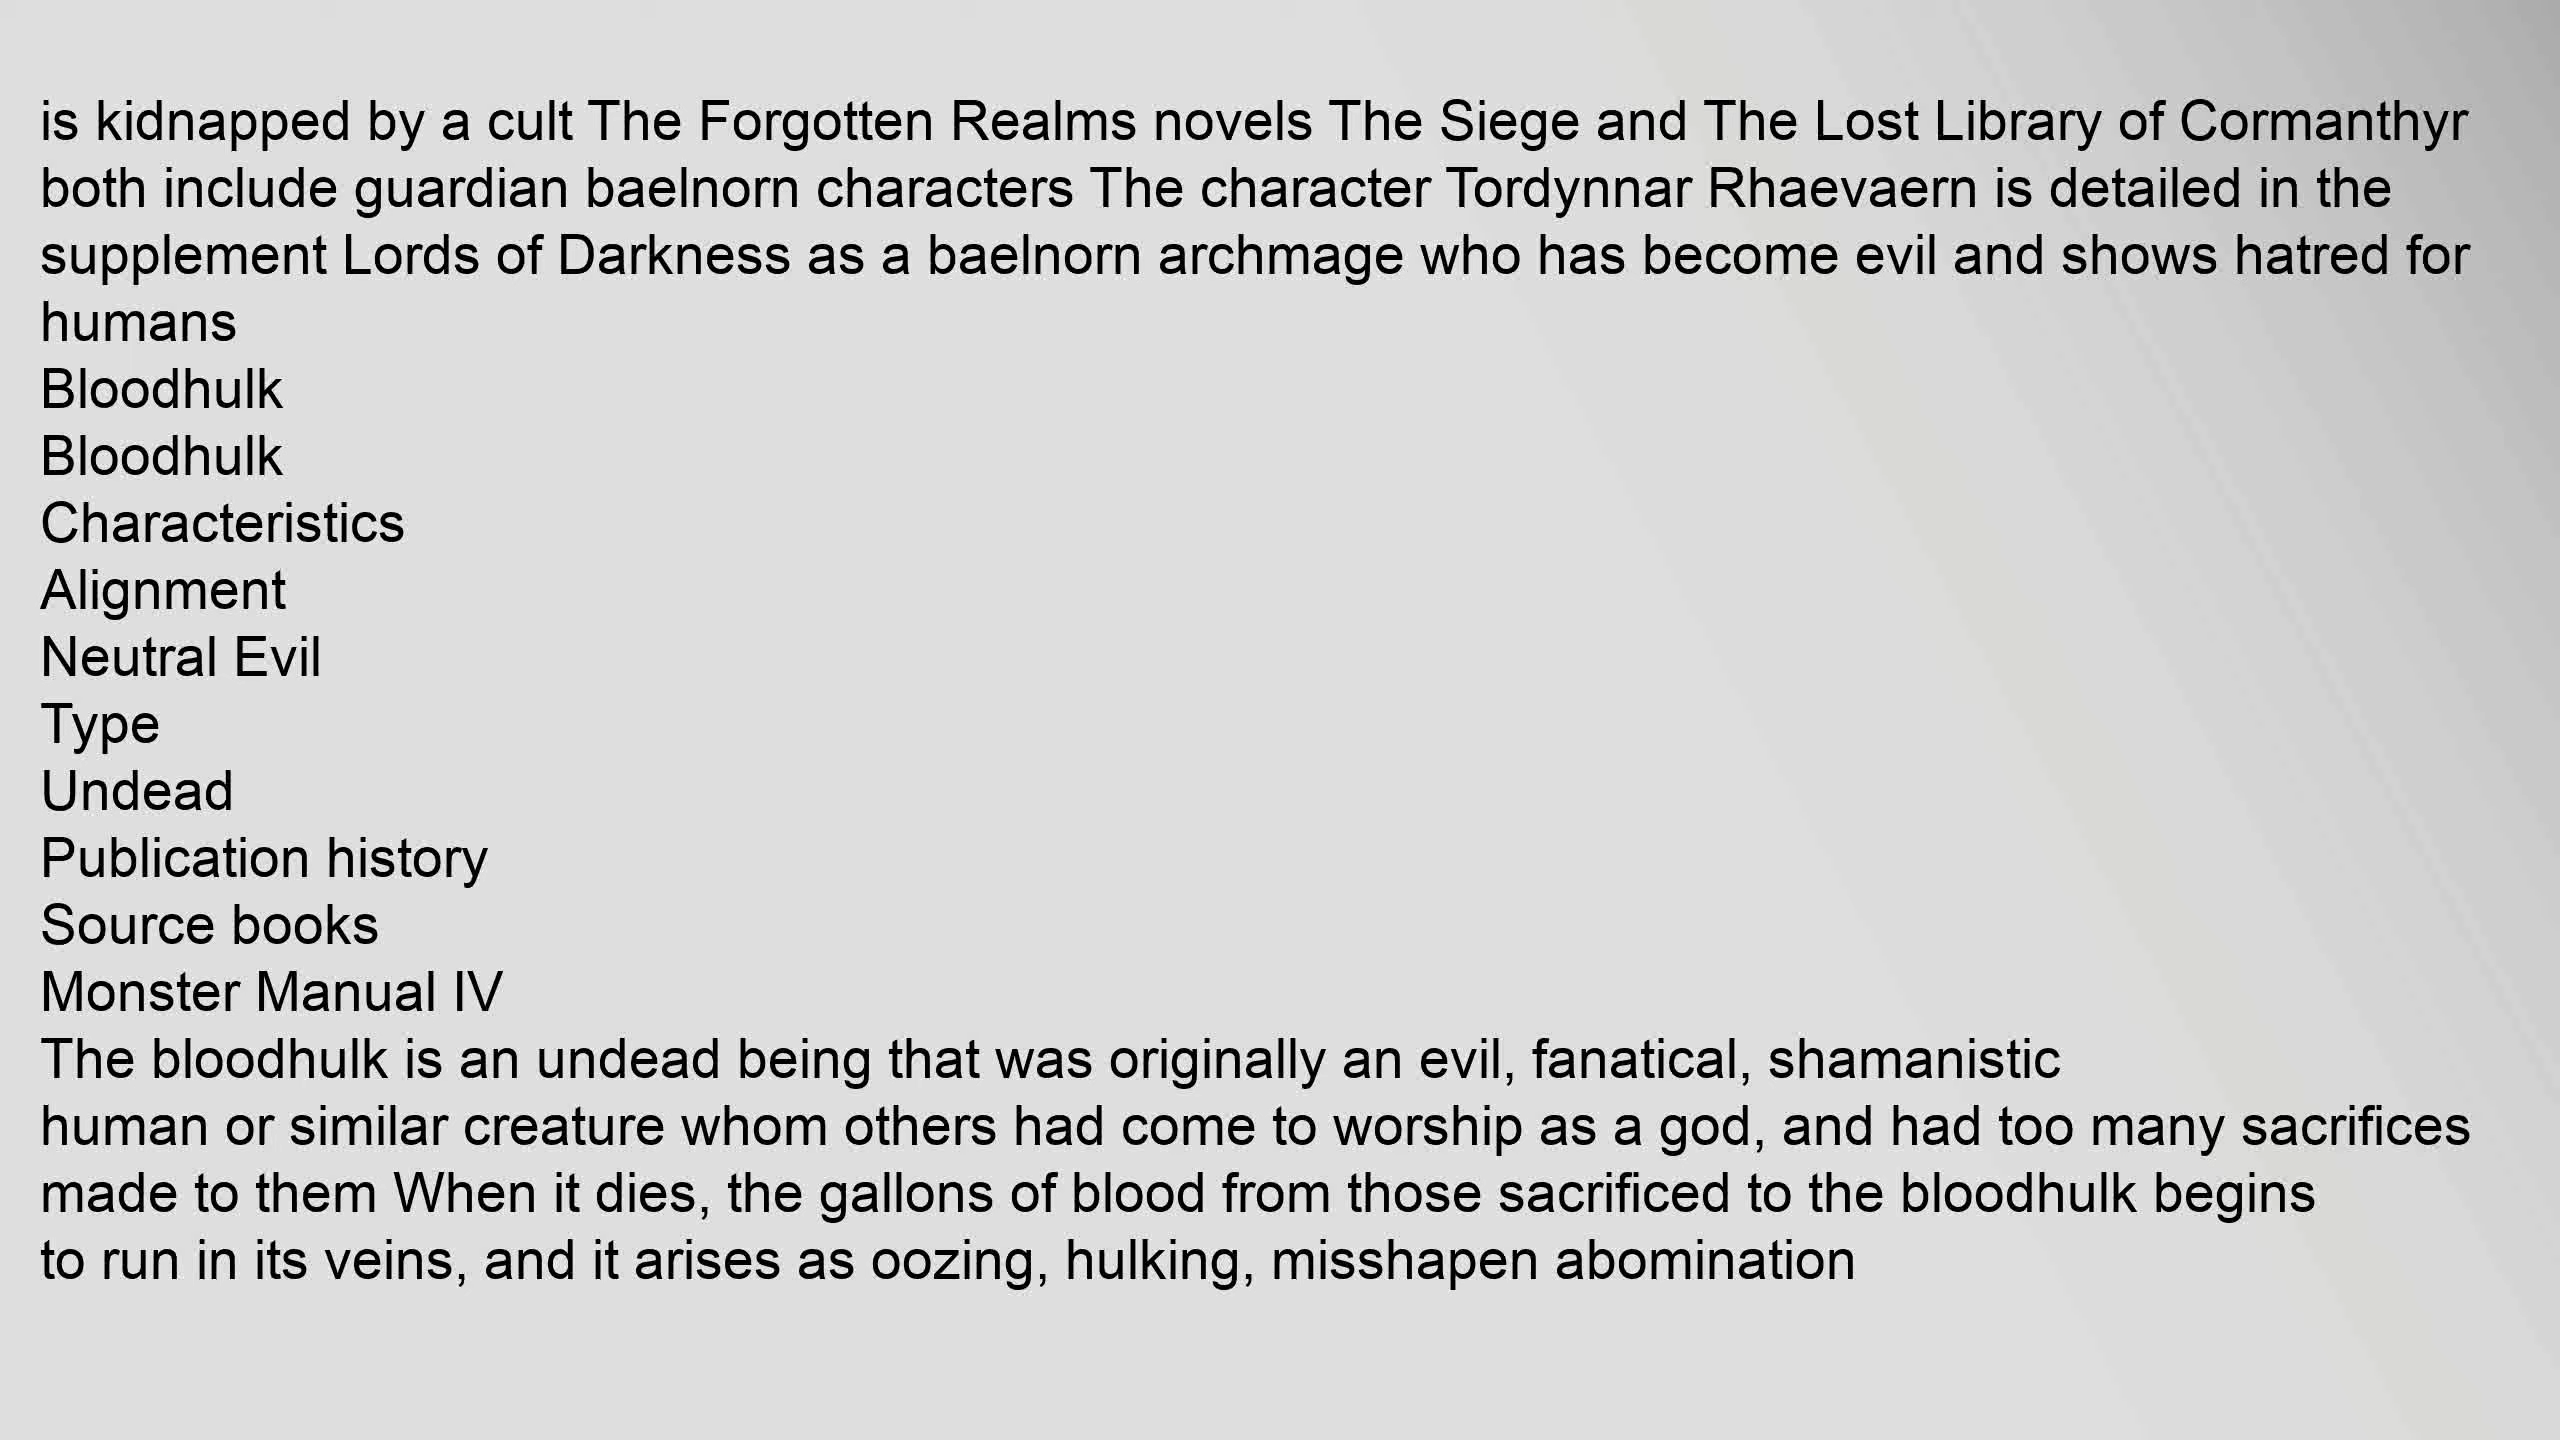 is kidnapped by a cult The Forgotten Realms novels The Siege and The Lost Library of Cormanthyr
both include guardian baelnorn characters The character Tordynnar Rhaevaern is detailed in the
supplement Lords of Darkness as a baelnorn archmage who has become evil and shows hatred for
humans
Bloodhulk
Bloodhulk
Characteristics
Alignment
Neutral Evil
Type
Undead
Publication history
Source books
Monster Manual IV
The bloodhulk is an undead being that was originally an evil, fanatical, shamanistic
human or similar creature whom others had come to worship as a god, and had too many sacrifices
made to them When it dies, the gallons of blood from those sacrificed to the bloodhulk begins
to run in its veins, and it arises as oozing, hulking, misshapen abomination